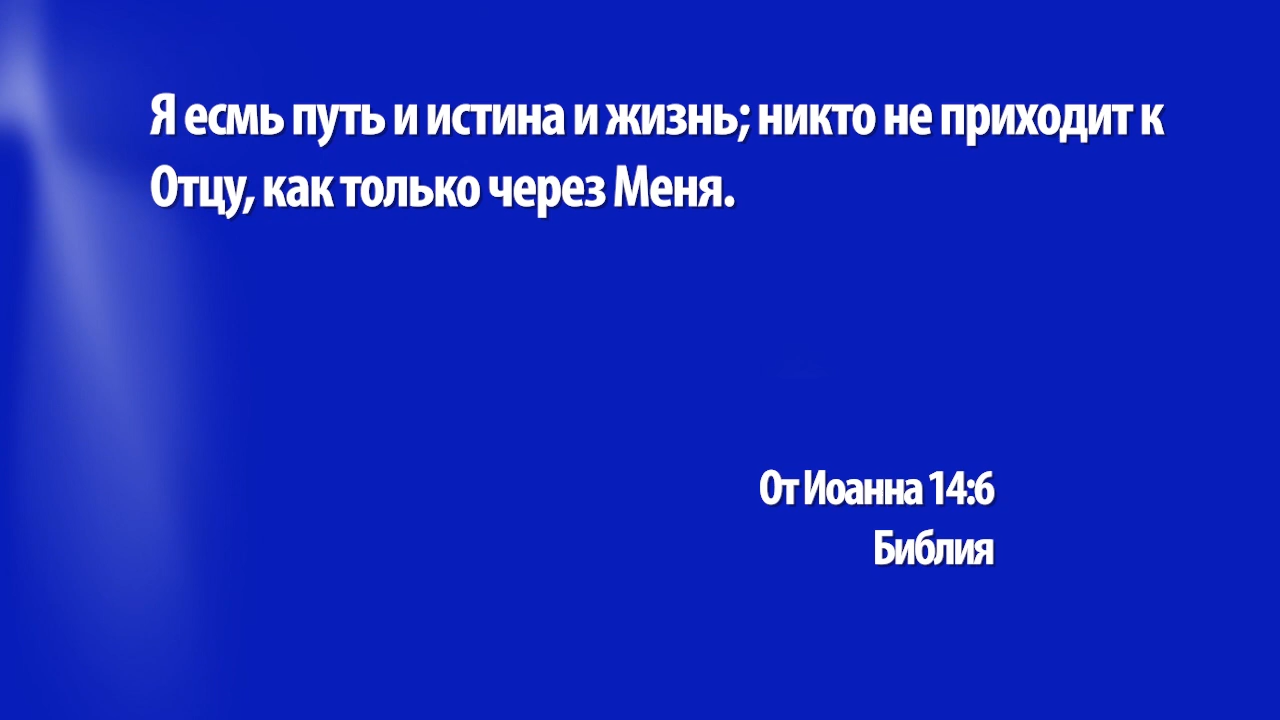 Я есмь путь и истина и жизнь; никто не приходит к
Отцу, как только через Меня.
От Иоанна 14:6
Библия